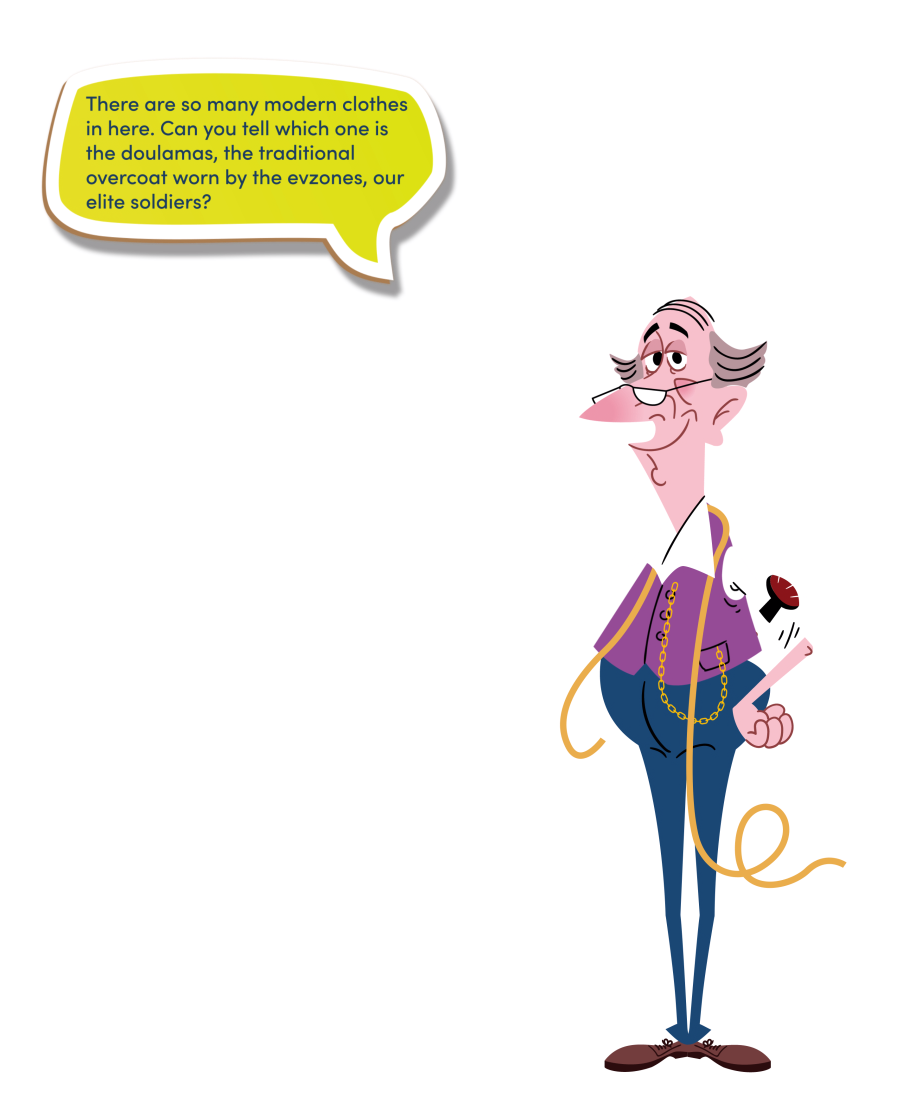 There are so many modern clothes
in here. Can you tell which one is
the doulamas, the traditional
overcoat worn by the evzones, our
elite soldiers?